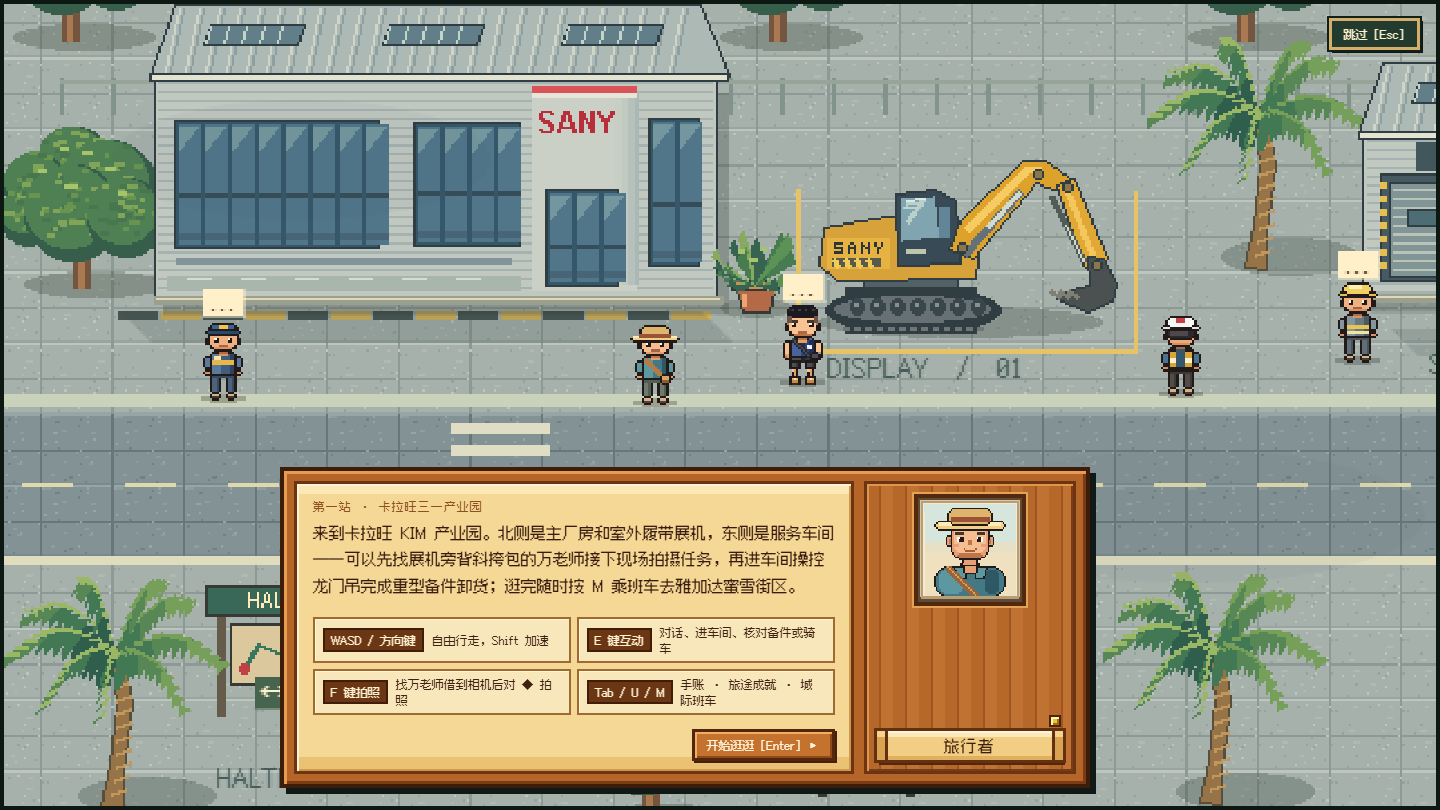 跳过 [Esc]
SANY
SANY
...
...
...
DISPLAY / 01
HAL
HALT
第一站 · 卡拉旺三一产业园
来到卡拉旺 KIM 产业园。北侧是主厂房和室外履带展机，东侧是服务车间
——可以先找展机旁背斜挎包的万老师接下现场拍摄任务，再进车间操控
龙门吊完成重型备件卸货；逛完随时按 M 乘班车去雅加达蜜雪街区。
WASD / 方向键 自由行走，Shift 加速
E 键互动 对话、进车间、核对备件或骑
车
F 键拍照 找万老师借到相机后对 ◆ 拍
照
Tab / U / M 手账 · 旅途成就 · 城
际班车
开始逛逛 [Enter] ▸
旅行者